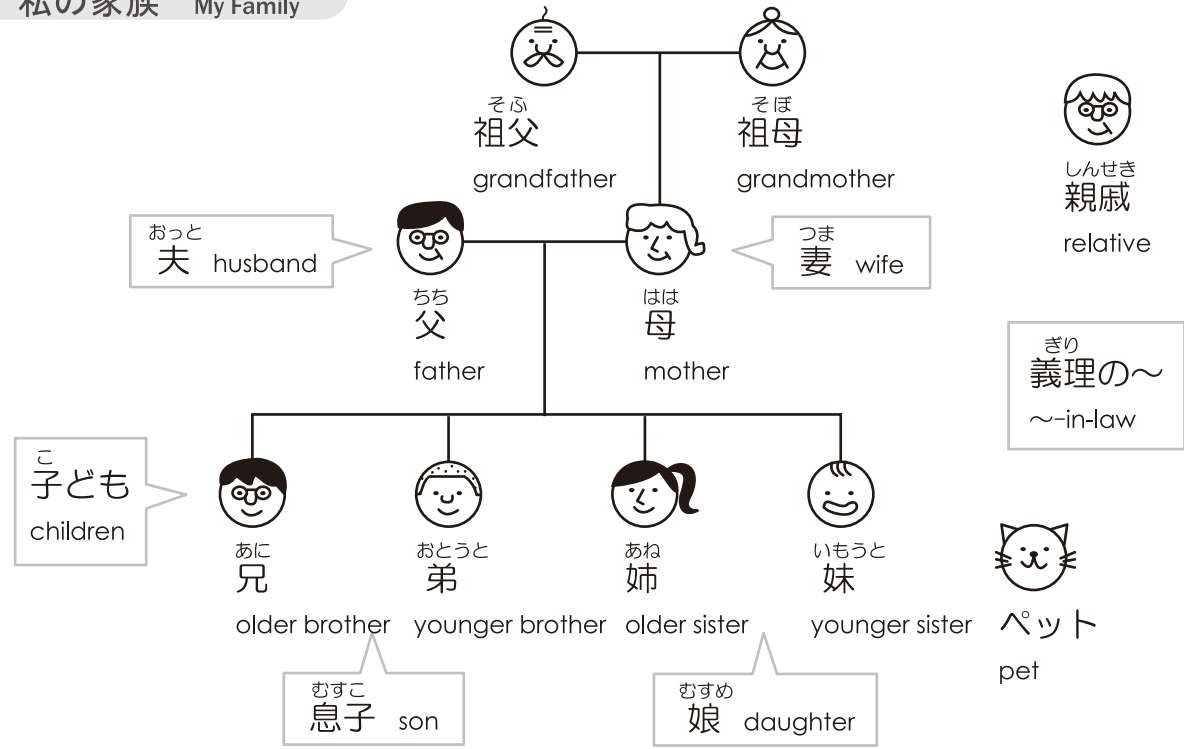 私の家族 My Family
そふ
祖父
grandfather
そぼ
祖母
grandmother
しんせき
親戚
relative
おっと
夫 husband
ちち
父
father
はは
母
mother
つま
妻 wife
ぎり
義理の～
～-in-law
こ
子ども
children
あに
兄
older brother
おとうと
弟
younger brother
あね
姉
older sister
いもうと
妹
younger sister
ペット
pet
むすこ
息子 son
むすめ
娘 daughter